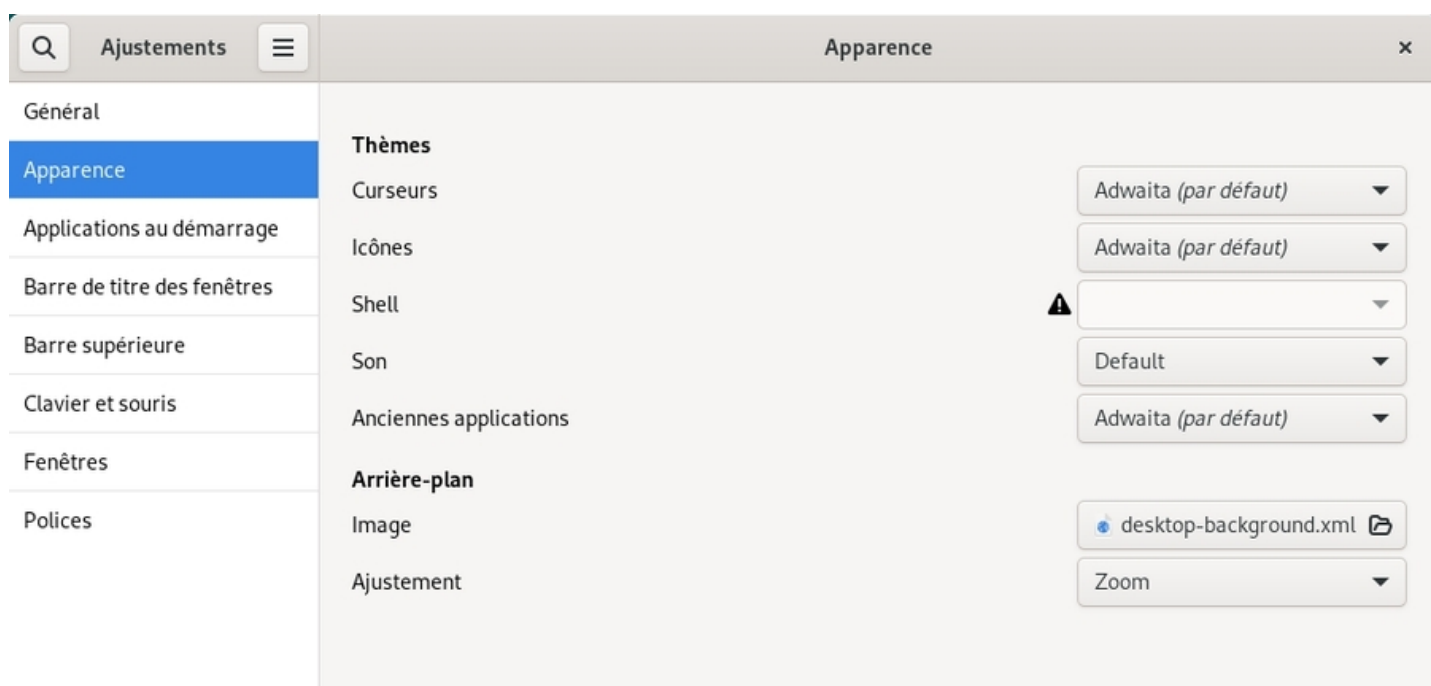 Ajustements
Apparence
Général
Apparence
Applications au démarrage
Barre de titre des fenêtres
Barre supérieure
Clavier et souris
Fenêtres
Polices
Thèmes
Curseurs Adwaita (par défaut)
Icônes Adwaita (par défaut)
Shell
Son Default
Anciennes applications Adwaita (par défaut)
Arrière-plan
Image desktop-background.xml
Ajustement Zoom